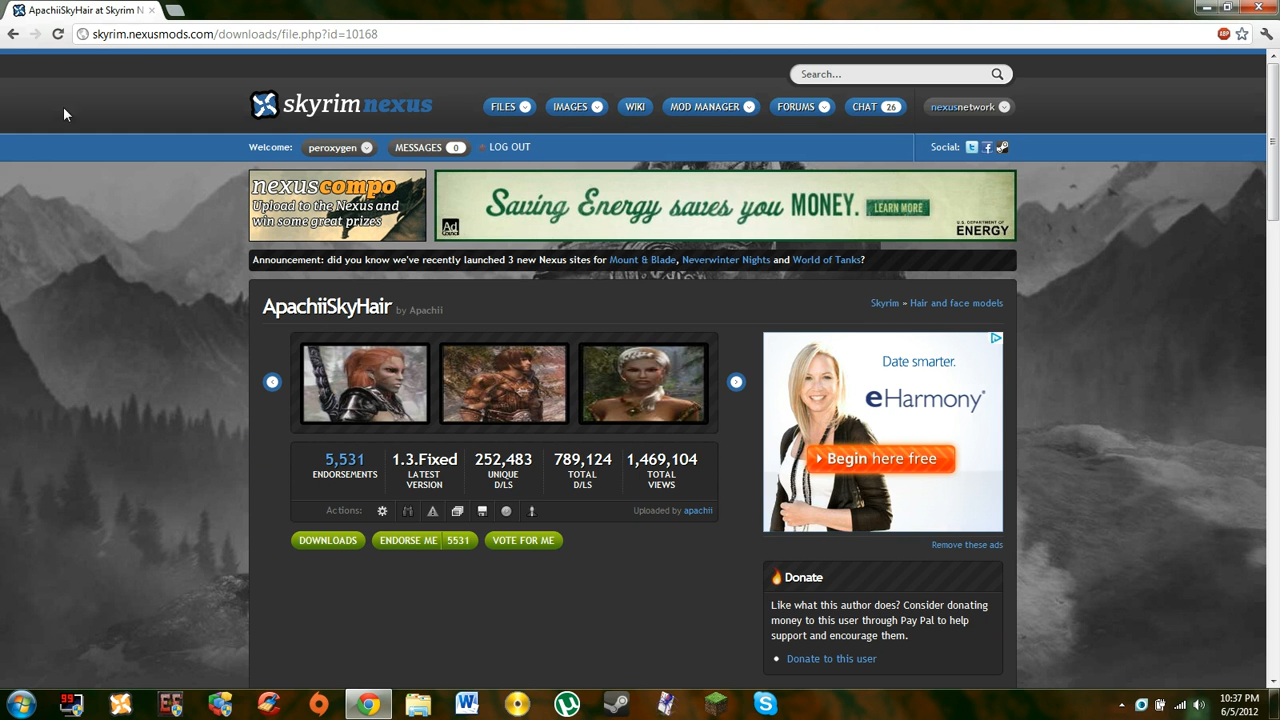 ApachiiSkyHair at Skyrim N
skyrim.nexusmods.com/downloads/file.php?id=10168
ABP
Search...
skyrim nexus
FILES
IMAGES
WIKI
MOD MANAGER
FORUMS
CHAT 26
nexusnetwork
Welcome:
peroxygen
MESSAGES 0
LOG OUT
Social:
nexuscompo
Upload to the Nexus and
win some great prizes
Saving Energy saves you MONEY.
LEARN MORE
Ad
Council
U.S. DEPARTMENT OF
ENERGY
Announcement: did you know we've recently launched 3 new Nexus sites for Mount & Blade, Neverwinter Nights and World of Tanks?
ApachiiSkyHair by Apachii
Skyrim » Hair and face models
5,531
ENDORSEMENTS
1.3.Fixed
LATEST
VERSION
252,483
UNIQUE
D/LS
789,124
TOTAL
D/LS
1,469,104
TOTAL
VIEWS
Actions:
Uploaded by apachii
DOWNLOADS
ENDORSE ME 5531
VOTE FOR ME
Date smarter.
eHarmony®
Begin here free
Remove these ads
Donate
Like what this author does? Consider donating
money to this user through Pay Pal to help
support and encourage them.
Donate to this user
99
10:37 PM
6/5/2012